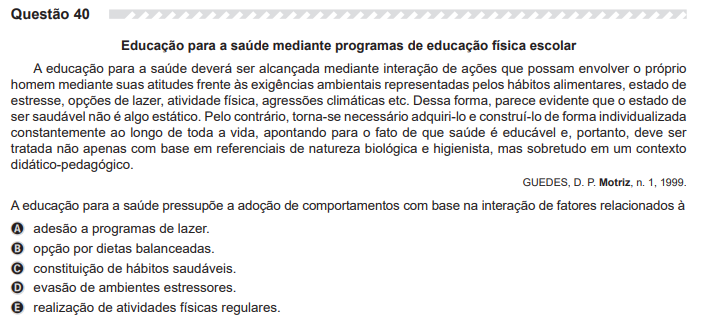 Questão 40
Educação para a saúde mediante programas de educação física escolar
A educação para a saúde deverá ser alcançada mediante interação de ações que possam envolver o próprio
homem mediante suas atitudes frente às exigências ambientais representadas pelos hábitos alimentares, estado de
estresse, opções de lazer, atividade física, agressões climáticas etc. Dessa forma, parece evidente que o estado de
ser saudável não é algo estático. Pelo contrário, torna-se necessário adquiri-lo e construí-lo de forma individualizada
constantemente ao longo de toda a vida, apontando para o fato de que saúde é educável e, portanto, deve ser
tratada não apenas com base em referenciais de natureza biológica e higienista, mas sobretudo em um contexto
didático-pedagógico.
GUEDES, D. P. Motriz, n. 1, 1999.
A educação para a saúde pressupõe a adoção de comportamentos com base na interação de fatores relacionados à
A adesão a programas de lazer.
B opção por dietas balanceadas.
C constituição de hábitos saudáveis.
D evasão de ambientes estressores.
E realização de atividades físicas regulares.